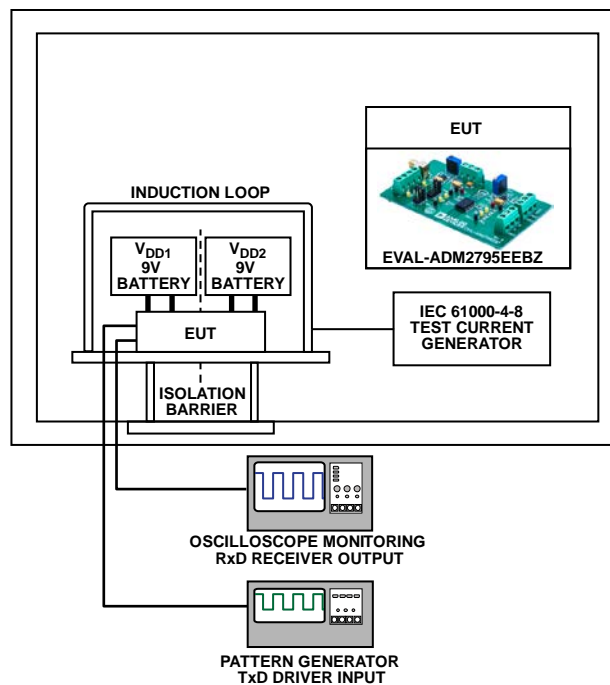 EUT
INDUCTION LOOP
EVAL-ADM2795EEBZ
VDD1
9V
BATTERY
VDD2
9V
BATTERY
EUT
IEC 61000-4-8
TEST CURRENT
GENERATOR
ISOLATION
BARRIER
OSCILLOSCOPE MONITORING
RxD RECEIVER OUTPUT
PATTERN GENERATOR
TxD DRIVER INPUT